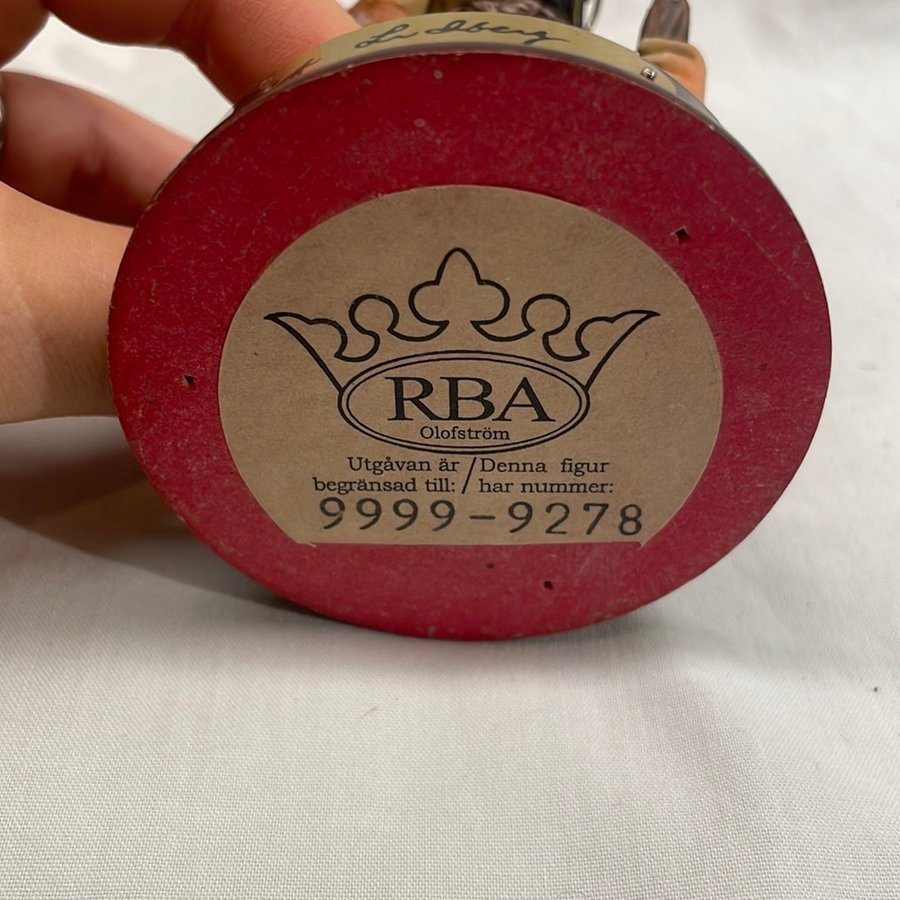 RBA
Olofström
Utgåvan är / Denna figur
begränsad till: / har nummer:
9999-9278